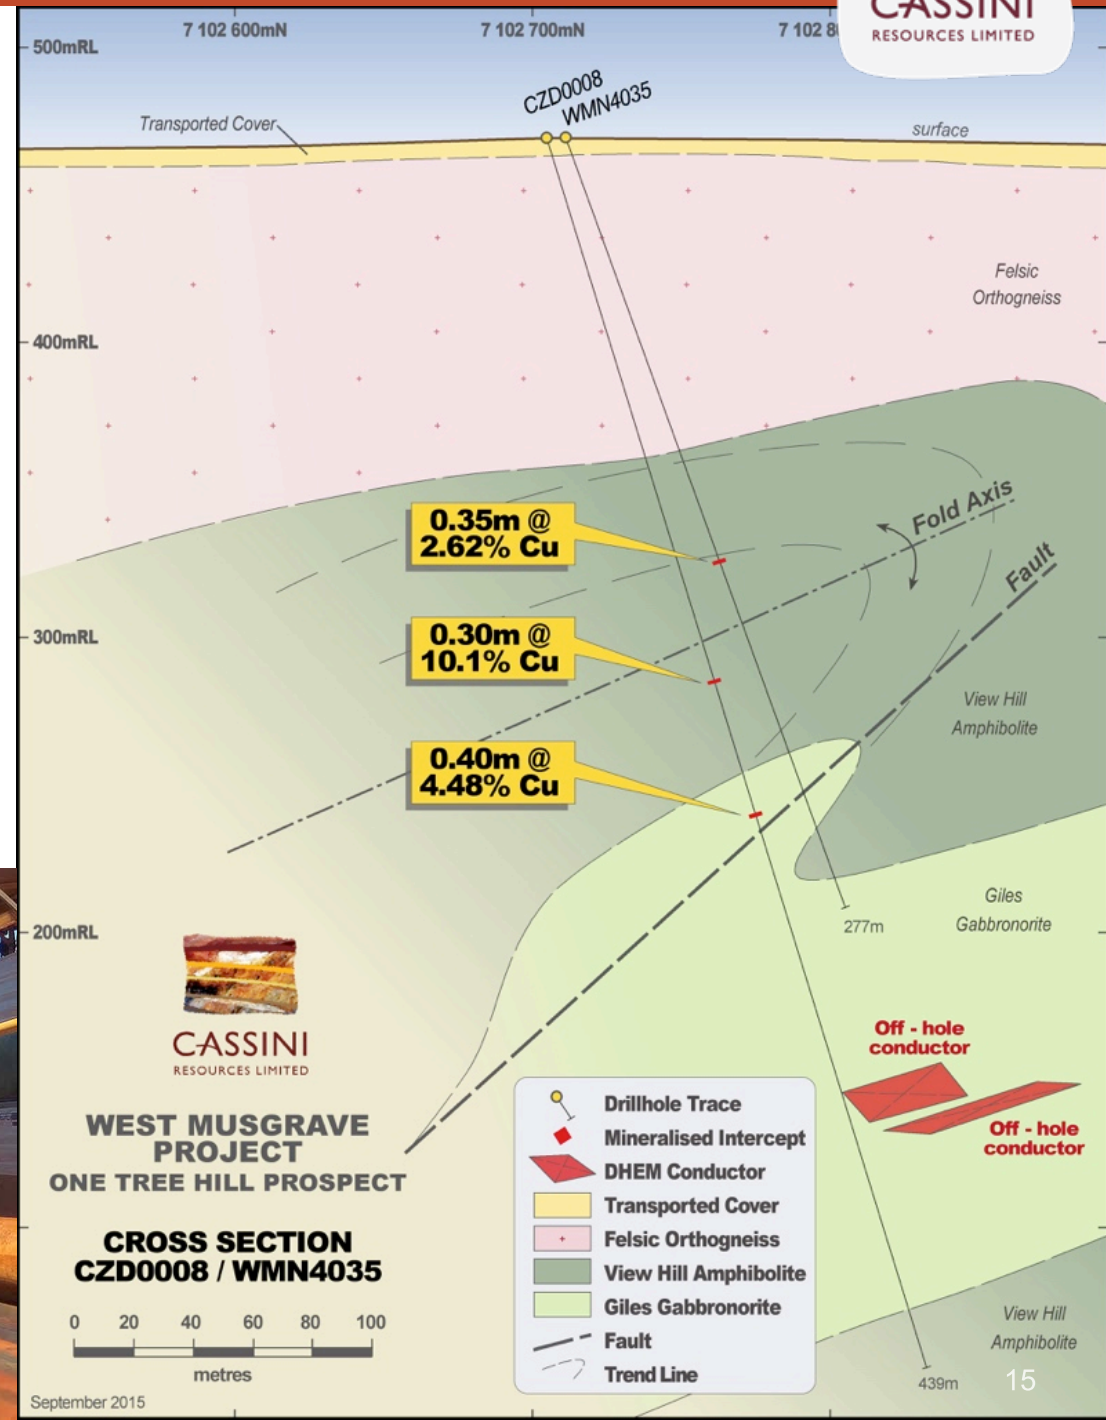 CASSINI
RESOURCES LIMITED
7 102 600mN
7 102 700mN
7 102 8
500mRL
CZD0008
WMN4035
Transported Cover
surface
Felsic
Orthogneiss
400mRL
Fold Axis
0.35m @
2.62% Cu
Fault
300mRL
0.30m @
10.1% Cu
View Hill
Amphibolite
0.40m @
4.48% Cu
Giles
Gabbronorite
277m
200mRL
CASSINI
RESOURCES LIMITED
Off - hole
conductor
Off - hole
conductor
WEST MUSGRAVE
PROJECT
ONE TREE HILL PROSPECT
CROSS SECTION
CZD0008 / WMN4035
0 20 40 60 80 100
metres
September 2015
Drillhole Trace
Mineralised Intercept
DHEM Conductor
Transported Cover
Felsic Orthogneiss
View Hill Amphibolite
Giles Gabbronorite
Fault
Trend Line
View Hill
Amphibolite
439m
15